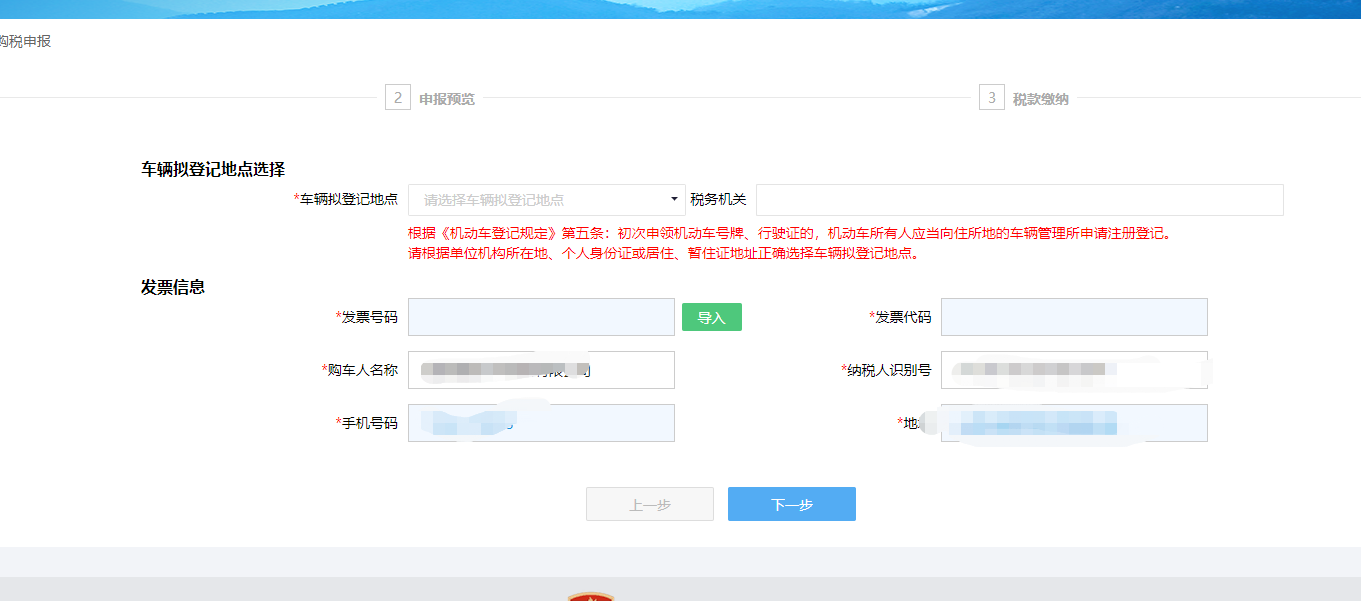 购税申报
2 申报预览
3 税款缴纳
车辆拟登记地点选择
*车辆拟登记地点 请选择车辆拟登记地点 税务机关
根据《机动车登记规定》第五条：初次申领机动车号牌、行驶证的，机动车所有人应当向住所地的车辆管理所申请注册登记。
请根据单位机构所在地、个人身份证或居住、暂住证地址正确选择车辆拟登记地点。
发票信息
*发票号码 导入 *发票代码
*购车人名称 *纳税人识别号
*手机号码 *地
上一步 下一步